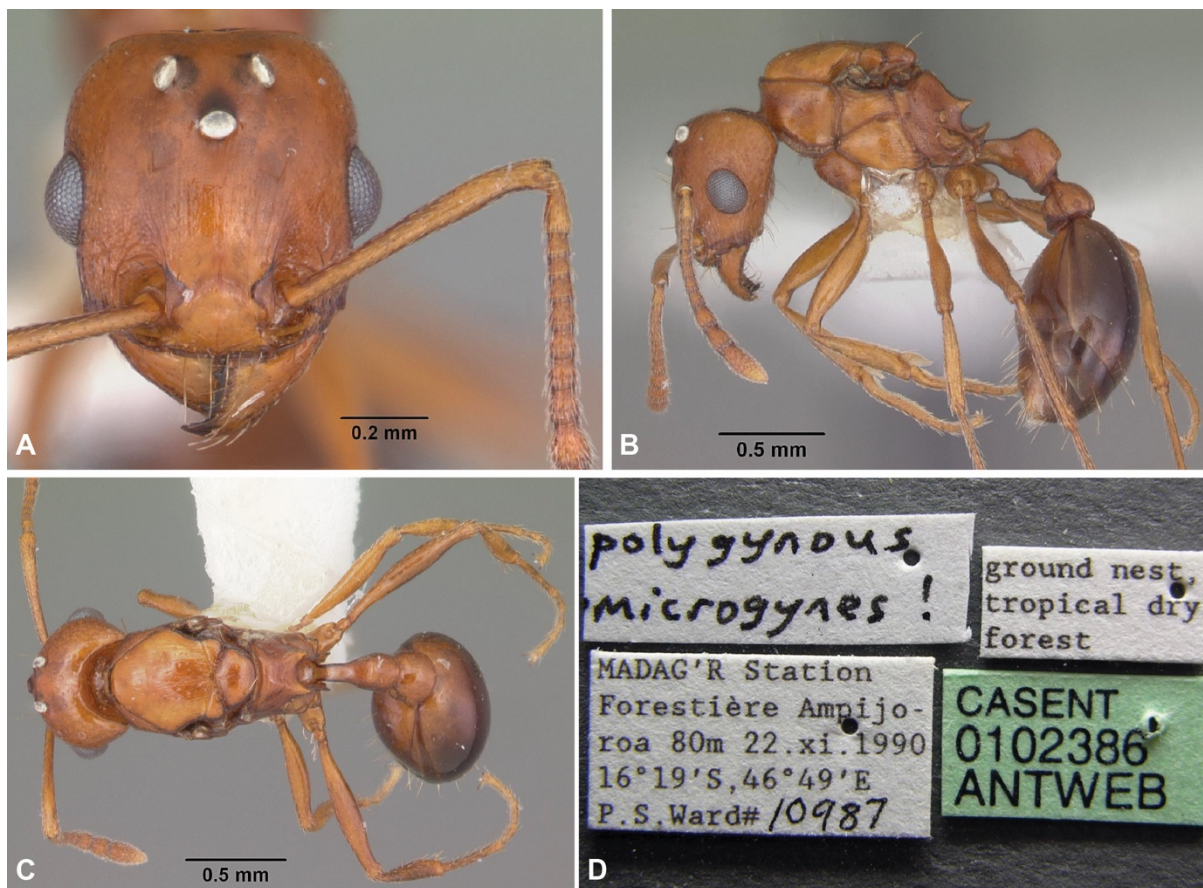 A
0.2 mm
B
0.5 mm
C
0.5 mm
polygynous
microgynes !
ground nest,
tropical dry
forest
MADAG'R Station
Forestière Ampijo-
roa 80m 22.xi.1990
16°19'S,46°49'E
P.S.Ward# 10987
CASENT
0102386
ANTWEB
D